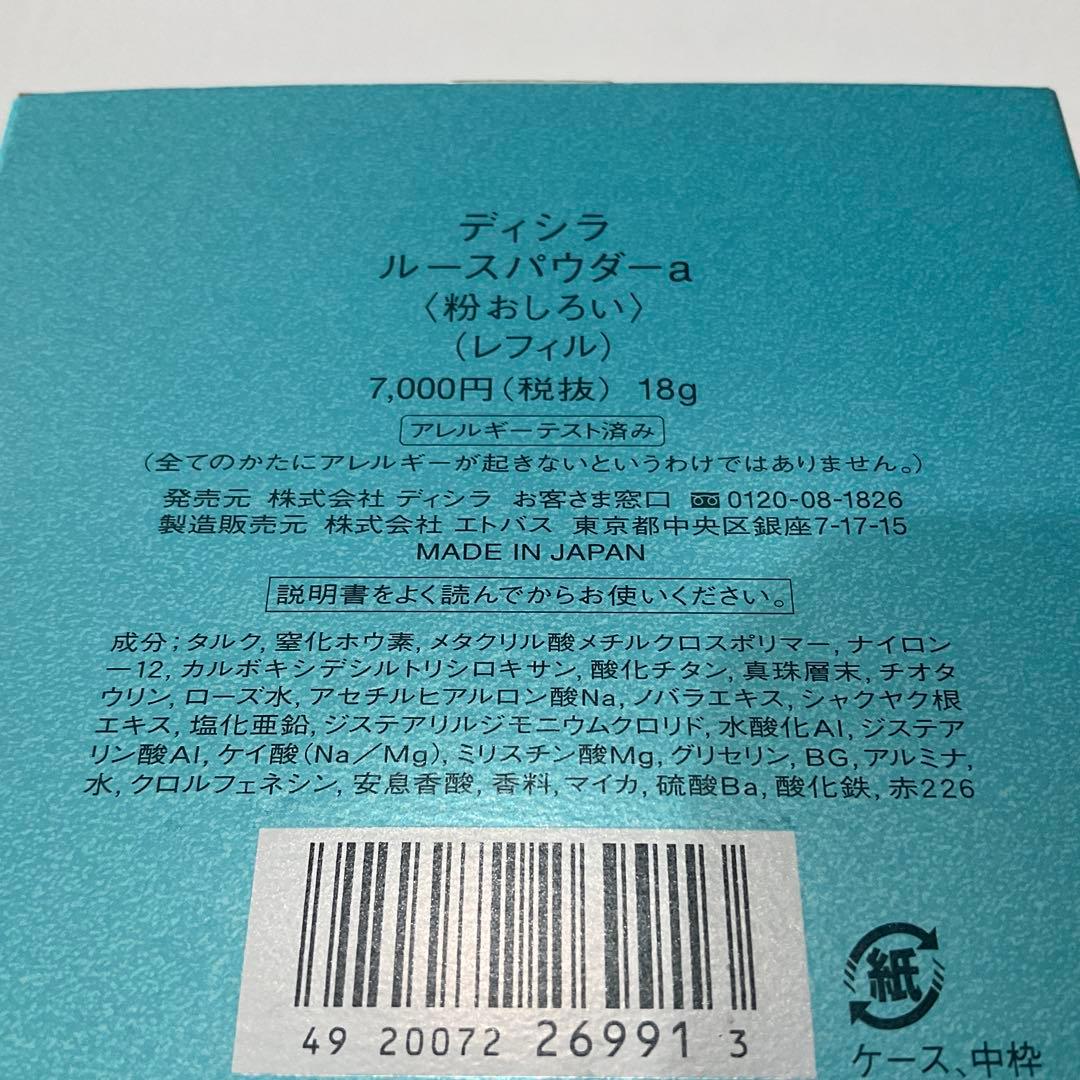 ディシラ
ルースパウダーa
〈粉おしろい〉
（レフィル）
7,000円（税抜） 18g
アレルギーテスト済み
（全てのかたにアレルギーが起きないというわけではありません。）
発売元 株式会社 ディシラ お客さま窓口 0120-08-1826
製造販売元 株式会社 エトバス 東京都中央区銀座7-17-15
MADE IN JAPAN
説明書をよく読んでからお使いください。
成分；タルク, 窒化ホウ素, メタクリル酸メチルクロスポリマー, ナイロン
ー12, カルボキシデシルトリシロキサン, 酸化チタン, 真珠層末, チオタ
ウリン, ローズ水, アセチルヒアルロン酸Na, ノバラエキス, シャクヤク根
エキス, 塩化亜鉛, ジステアリルジモニウムクロリド, 水酸化Al, ジステア
リン酸Al, ケイ酸（Na／Mg）, ミリスチン酸Mg, グリセリン, BG, アルミナ,
水, クロルフェネシン, 安息香酸, 香料, マイカ, 硫酸Ba, 酸化鉄, 赤226
49 20072 26991 3
紙
ケース、中枠